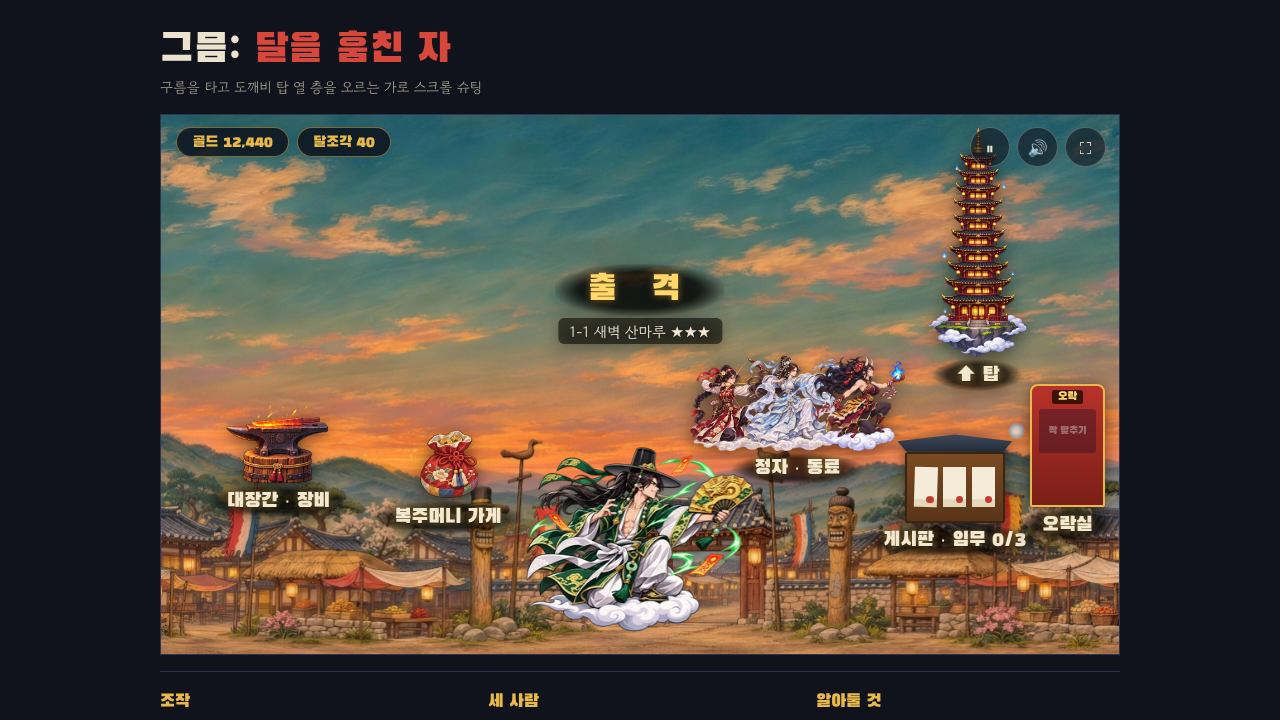 그믐: 달을 훔친 자
구름을 타고 도깨비 탑 열 층을 오르는 가로 스크롤 슈팅
골드 12,440
달조각 40
출 격
1-1 새벽 산마루 ★★★
탑
오락
짝 맞추기
정자 · 동료
대장간 · 장비
복주머니 가게
오락실
게시판 · 임무 0/3
조작
세 사람
알아둘 것